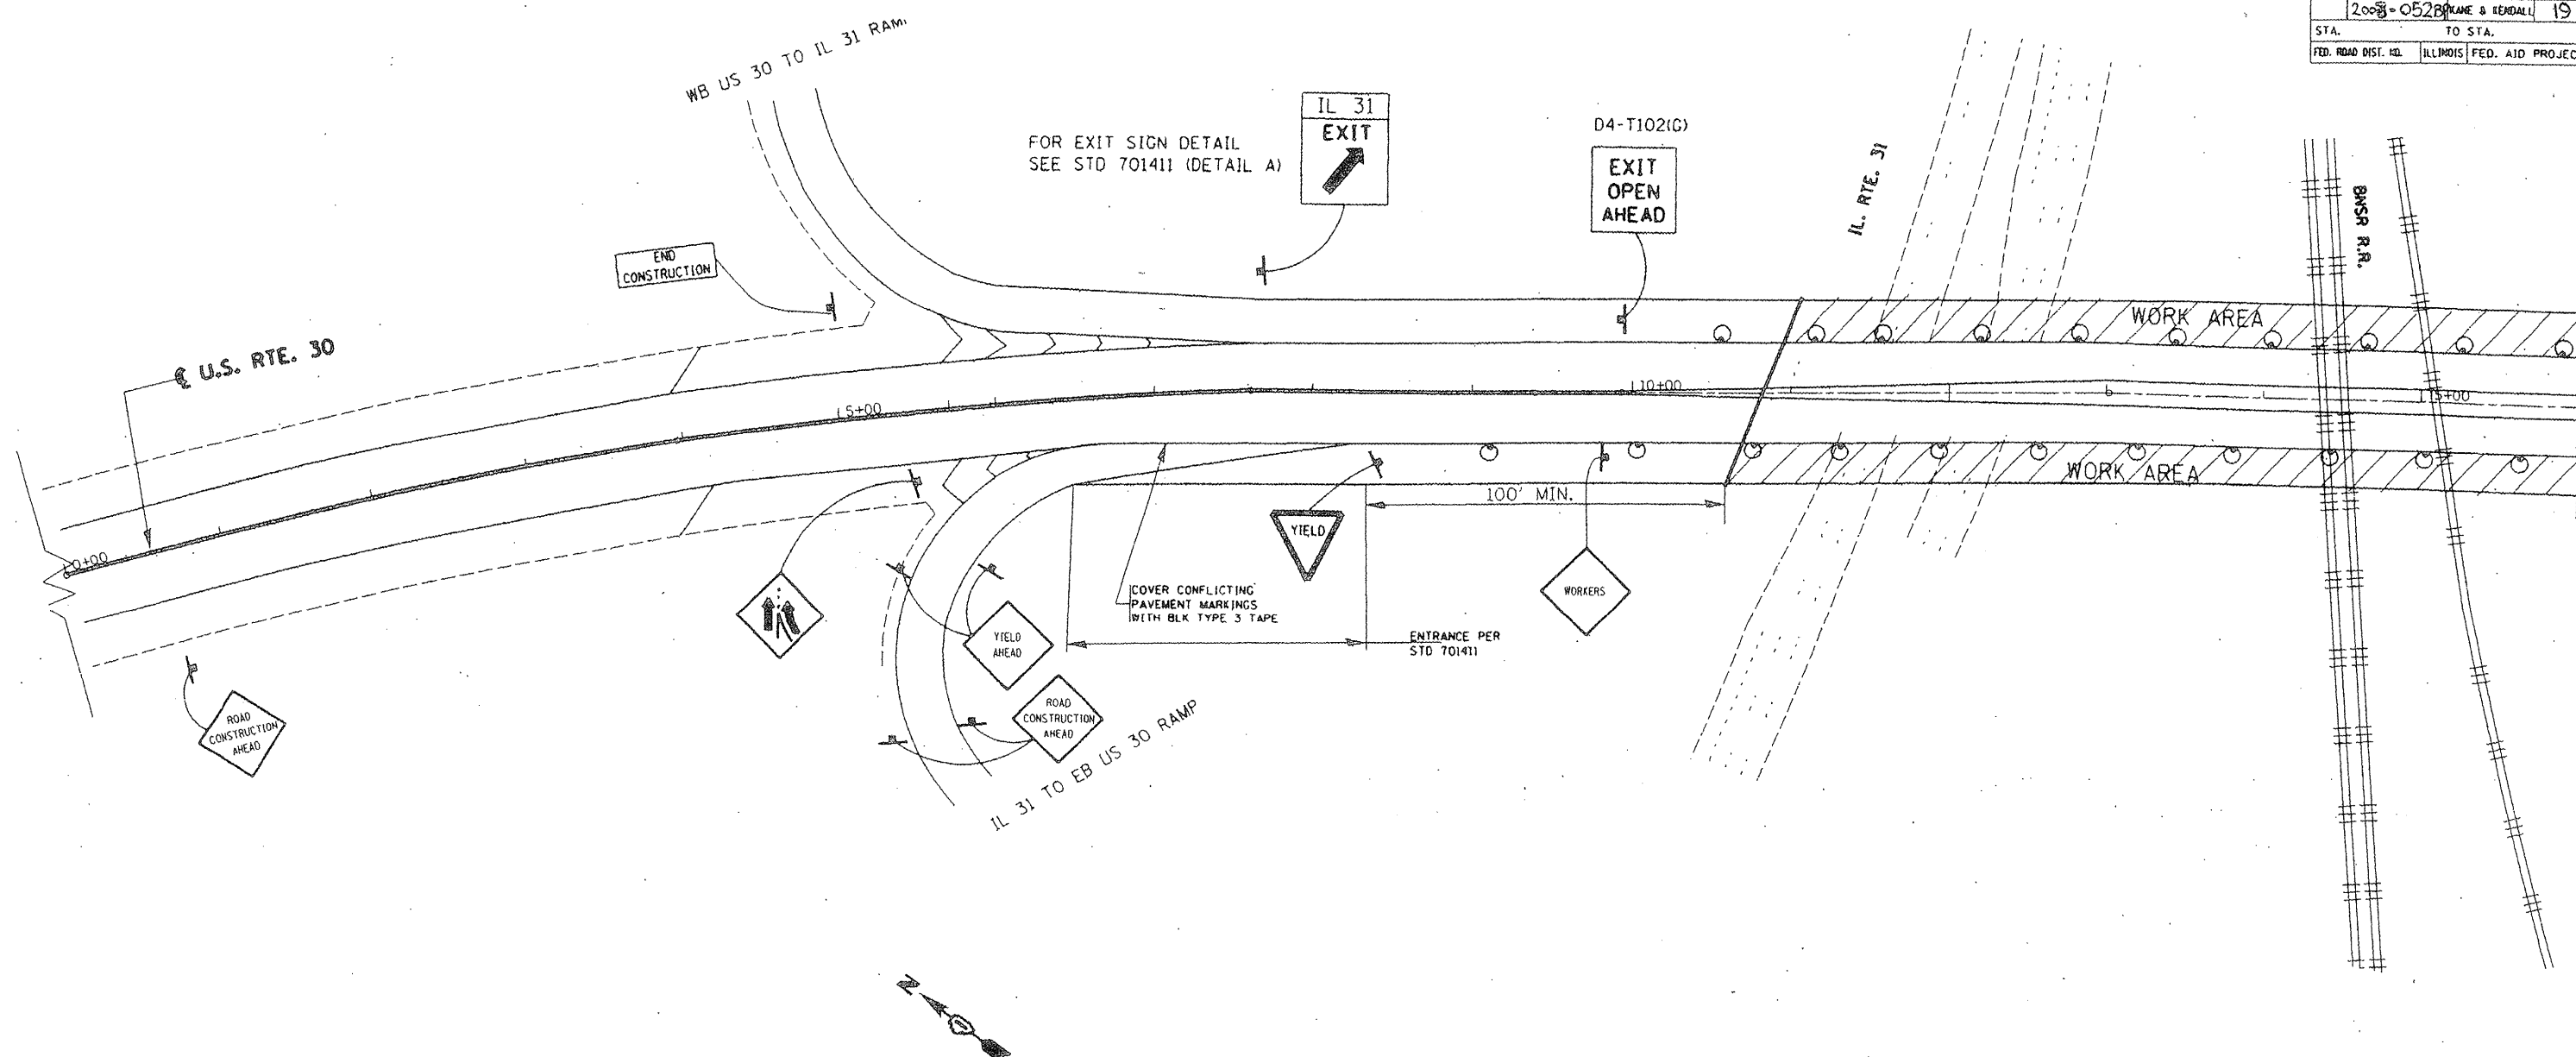 KANE & KENDALL 19
STA. TO STA.
FED. ROAD DIST. NO. ILLINOIS FED. AID PROJEC
WB US 30 TO IL 31 RAM
FOR EXIT SIGN DETAIL
SEE STD 701411 (DETAIL A)
IL 31
EXIT
D4-T102(G)
EXIT
OPEN
AHEAD
IL. RTE. 31
BNSR R.R.
END
CONSTRUCTION
WORK AREA
℄ U.S. RTE. 30
0+00
5+00
10+00
15+00
WORK AREA
100' MIN.
YIELD
WORKERS
COVER CONFLICTING
PAVEMENT MARKINGS
WITH BLK TYPE 3 TAPE
ENTRANCE PER
STD 701411
YIELD
AHEAD
ROAD
CONSTRUCTION
AHEAD
ROAD
CONSTRUCTION
AHEAD
IL 31 TO EB US 30 RAMP
N